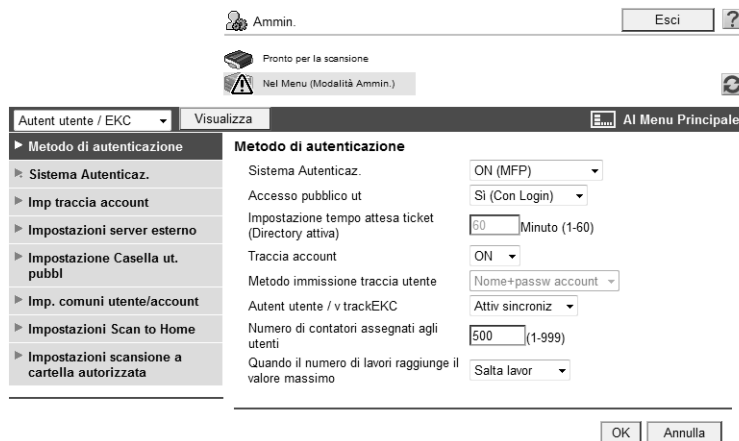 Ammin.
Esci
?
Pronto per la scansione
Nel Menu (Modalità Ammin.)
Autent utente / EKC
Visualizza
Al Menu Principale
Metodo di autenticazione
Sistema Autenticaz.
Imp traccia account
Impostazioni server esterno
Impostazione Casella ut.
pubbl
Imp. comuni utente/account
Impostazioni Scan to Home
Impostazioni scansione a
cartella autorizzata
Metodo di autenticazione
Sistema Autenticaz.
ON (MFP)
Accesso pubblico ut
Sì (Con Login)
Impostazione tempo attesa ticket
(Directory attiva)
60 Minuto (1-60)
Traccia account
ON
Metodo immissione traccia utente
Nome+passw account
Autent utente / v trackEKC
Attiv sincroniz
Numero di contatori assegnati agli
utenti
500 (1-999)
Quando il numero di lavori raggiunge il
valore massimo
Salta lavor
OK
Annulla